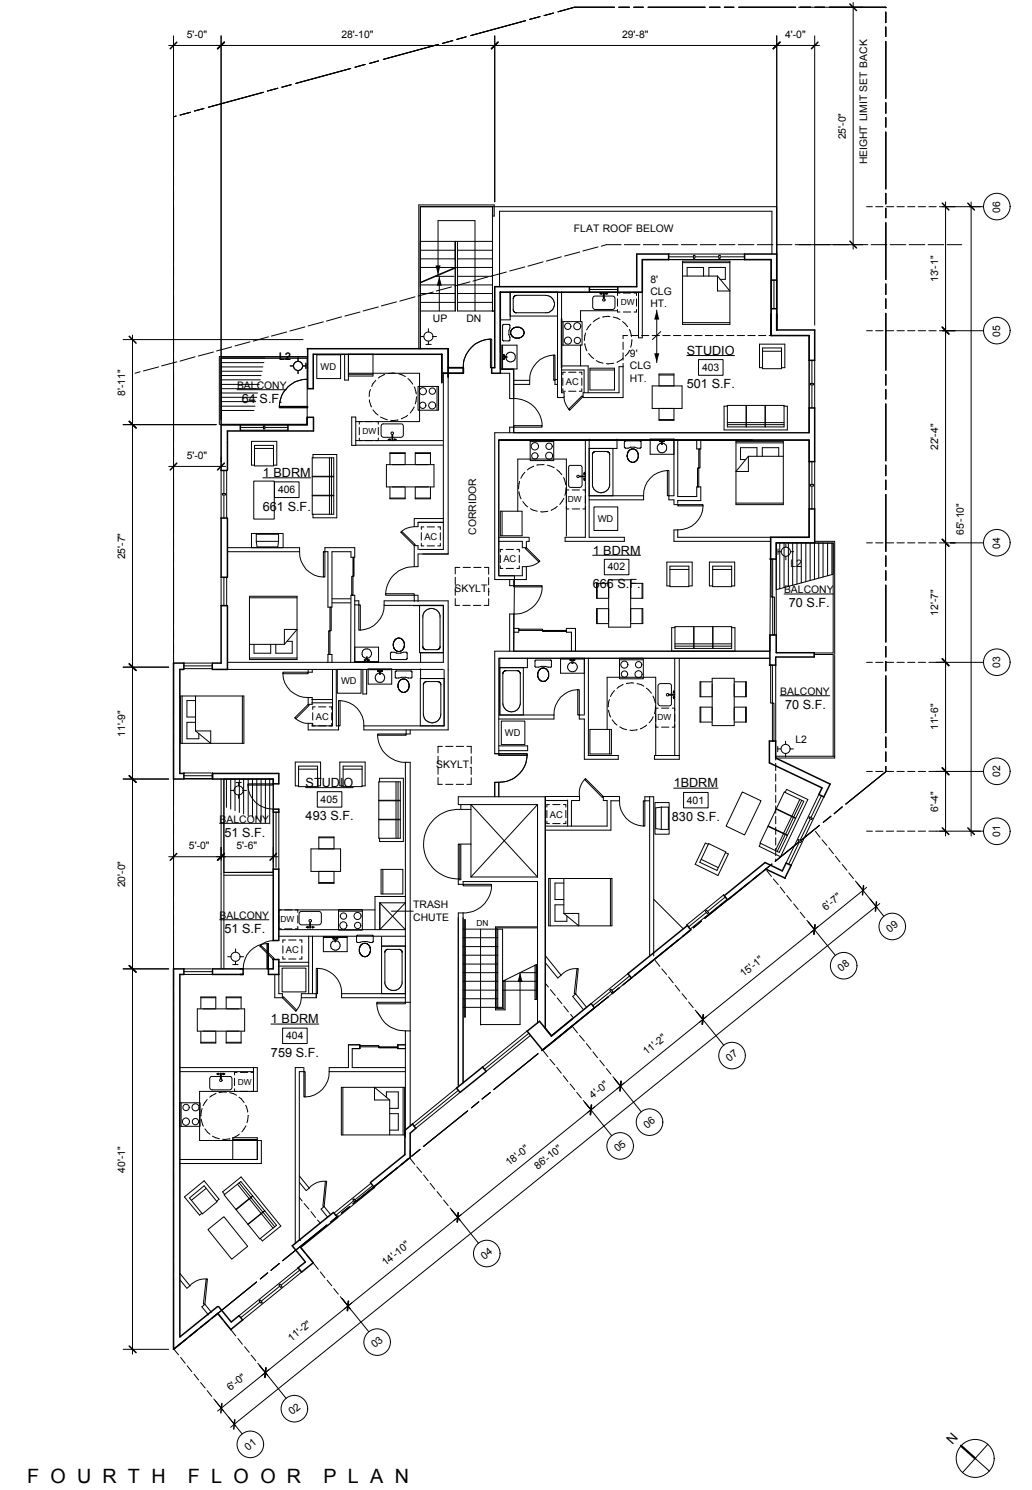 5'-0"
28'-10"
29'-8"
4'-0"
25'-0"
HEIGHT LIMIT SET BACK
06
FLAT ROOF BELOW
13'-1"
8'
CLG
HT.
DW
UP
DN
05
9'
CLG
HT.
STUDIO
403
501 S.F.
AC
L2
WD
BALCONY
64 S.F.
8'-11"
DW
22'-4"
65'-10"
5'-0"
1 BDRM
406
661 S.F.
CORRIDOR
DW
WD
AC
25'-7"
04
AC
1 BDRM
402
666 S.F.
L2
BALCONY
70 S.F.
12'-7"
SKYLT.
03
WD
BALCONY
70 S.F.
11'-6"
AC
DW
WD
L2
11'-9"
SKYLT.
02
STUDIO
405
493 S.F.
1BDRM
401
830 S.F.
AC
6'-4"
01
BALCONY
51 S.F.
5'-0"
5'-6"
20'-0"
TRASH
CHUTE
BALCONY
51 S.F.
DW
DN
6'-7"
09
AC
15'-1"
08
1 BDRM
404
759 S.F.
11'-2"
07
DW
4'-0"
06
05
18'-0"
86'-10"
40'-1"
14'-10"
04
11'-2"
03
6'-0"
02
01
N
FOURTH FLOOR PLAN